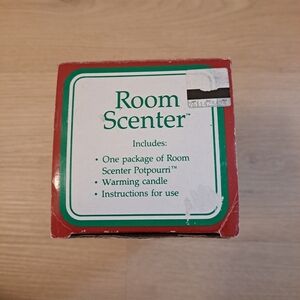 Room
Scenter™
Includes:
• One package of Room
Scenter Potpourri™
• Warming candle
• Instructions for use